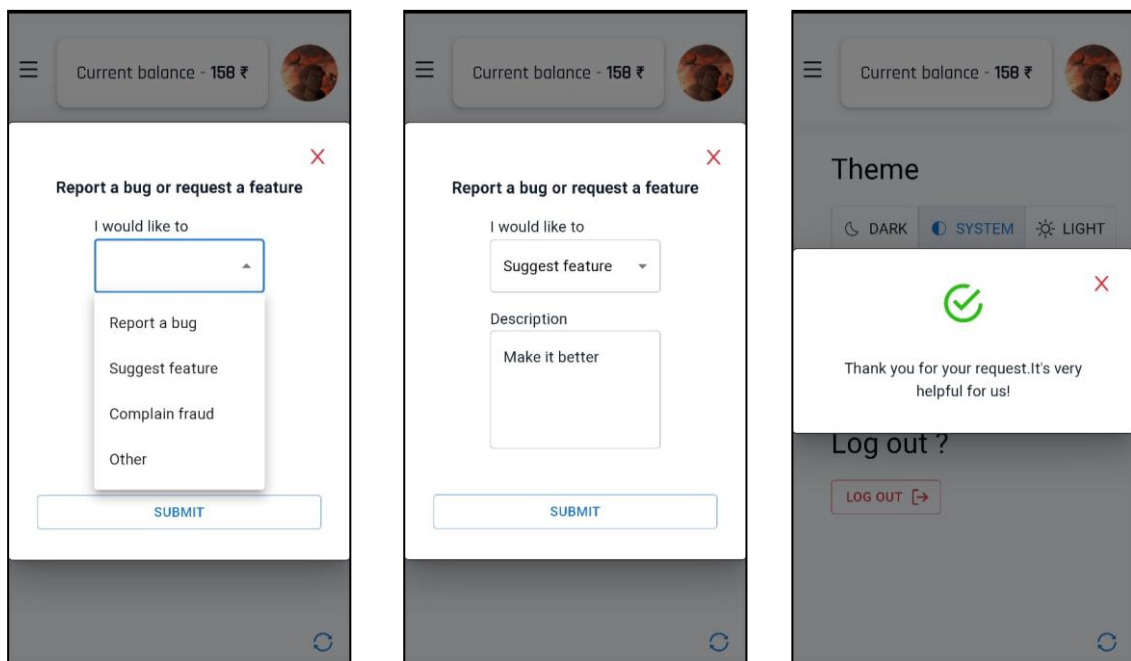 Current balance - 158 ₹
Report a bug or request a feature
I would like to
Report a bug
Suggest feature
Complain fraud
Other
SUBMIT
Current balance - 158 ₹
Report a bug or request a feature
I would like to
Suggest feature
Description
Make it better
SUBMIT
Current balance - 158 ₹
Theme
DARK SYSTEM LIGHT
Thank you for your request.It's very
helpful for us!
Log out ?
LOG OUT